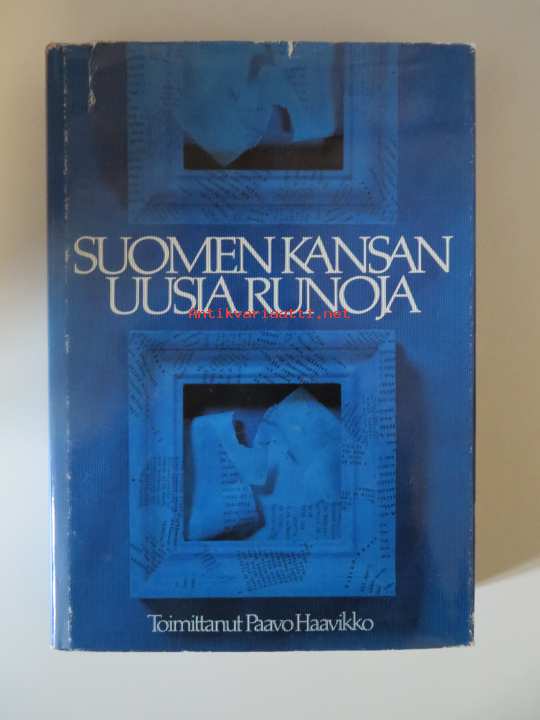 SUOMEN KANSAN
UUSIA RUNOJA
Antikvariaatti.net
Toimittanut Paavo Haavikko